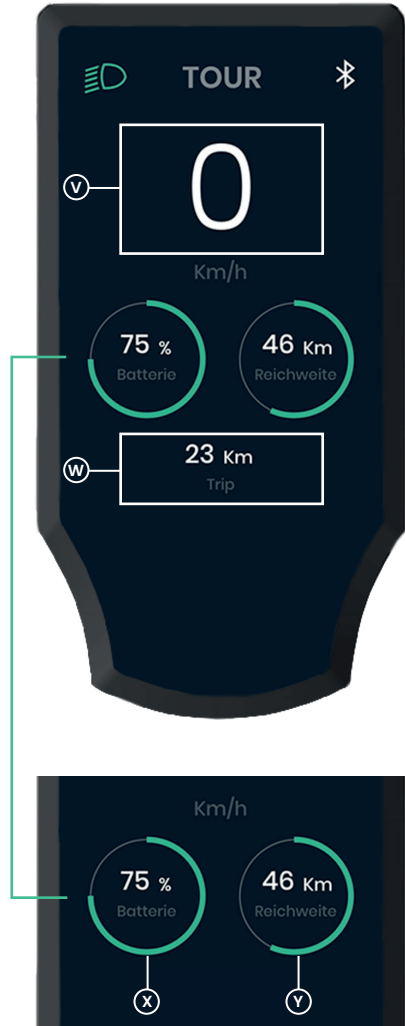 TOUR
V
0
Km/h
75 %
Batterie
46 Km
Reichweite
W
23 Km
Trip
Km/h
75 %
Batterie
46 Km
Reichweite
X
Y